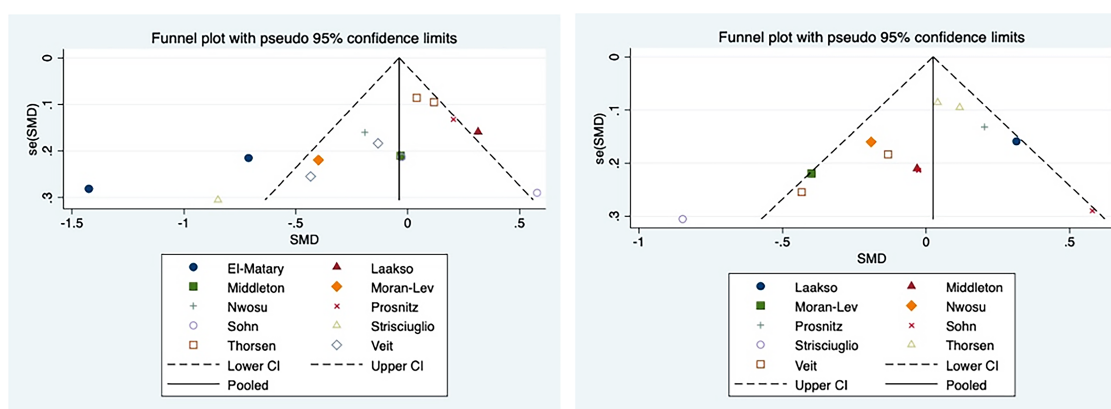 Funnel plot with pseudo 95% confidence limits
se(SMD)
0
.1
.2
.3
-1.5
-1
-.5
0
.5
SMD
El-Matary
Laakso
Middleton
Moran-Lev
Nwosu
Prosnitz
Sohn
Strisciuglio
Thorsen
Veit
Lower CI
Upper CI
Pooled
Funnel plot with pseudo 95% confidence limits
se(SMD)
0
.1
.2
.3
-1
-.5
0
.5
SMD
Laakso
Middleton
Moran-Lev
Nwosu
Prosnitz
Sohn
Strisciuglio
Thorsen
Veit
Lower CI
Upper CI
Pooled